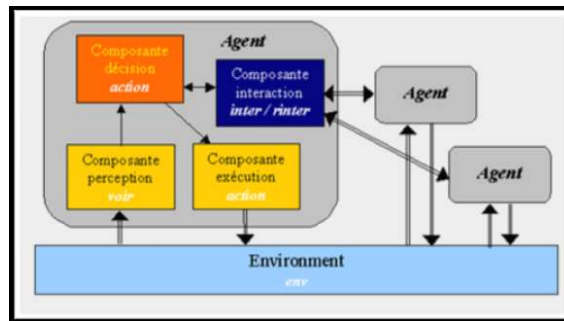 Agent
Composante
décision
action
Composante
interaction
inter / rinter
Agent
Composante
perception
voir
Composante
exécution
action
Agent
Environment
env